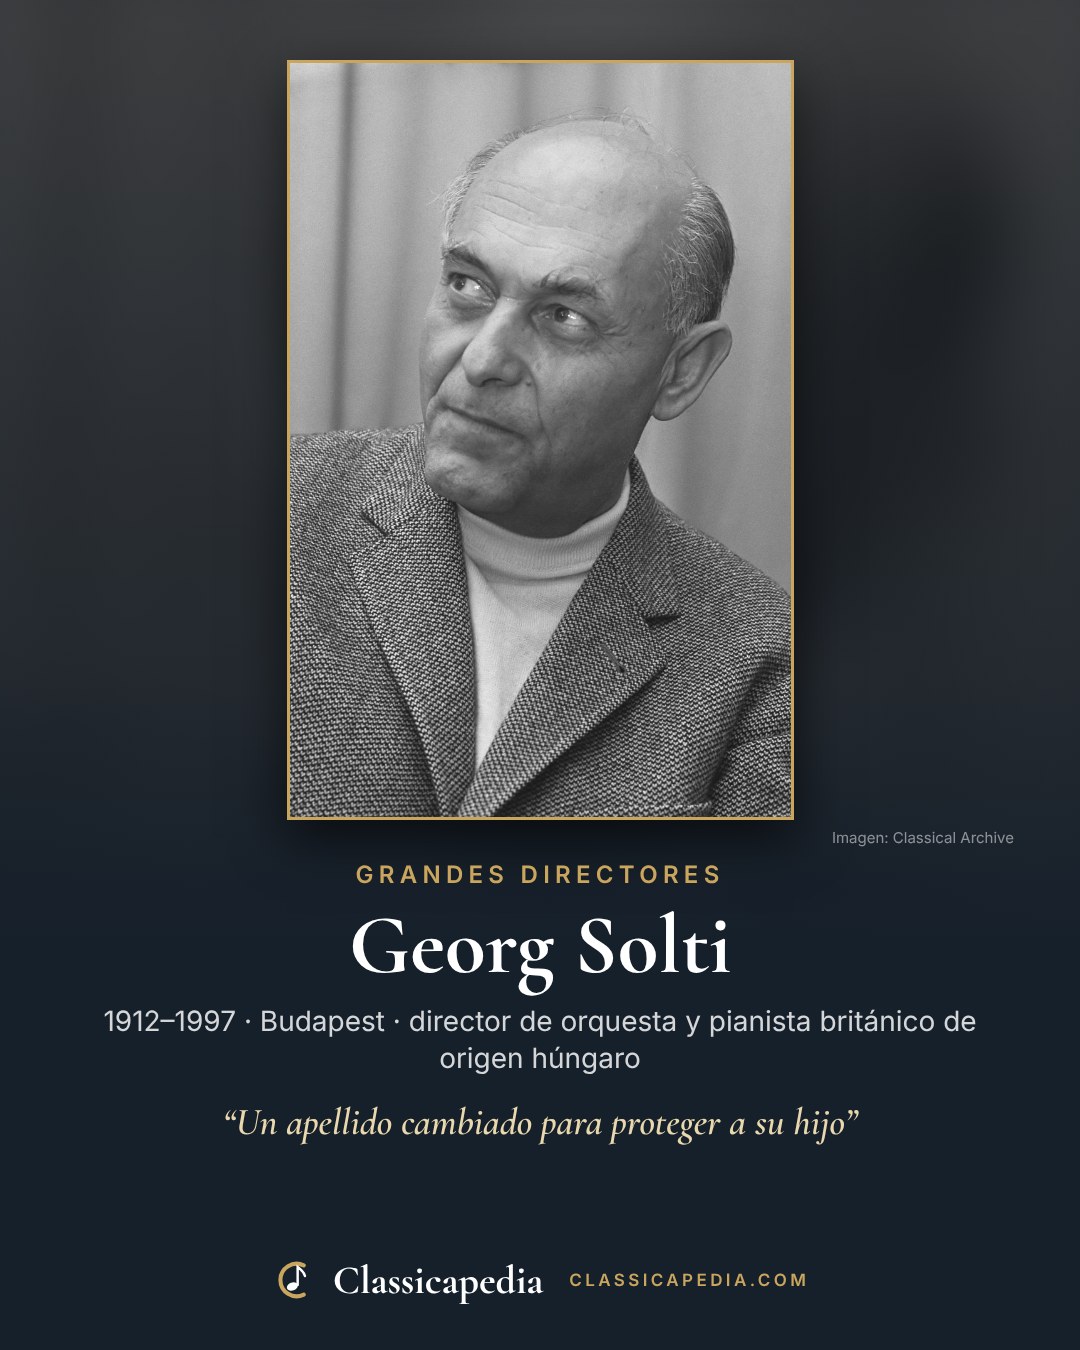 Imagen: Classical Archive
GRANDES DIRECTORES
Georg Solti
1912–1997 · Budapest · director de orquesta y pianista británico de
origen húngaro
“Un apellido cambiado para proteger a su hijo”
Classicapedia CLASSICAPEDIA.COM